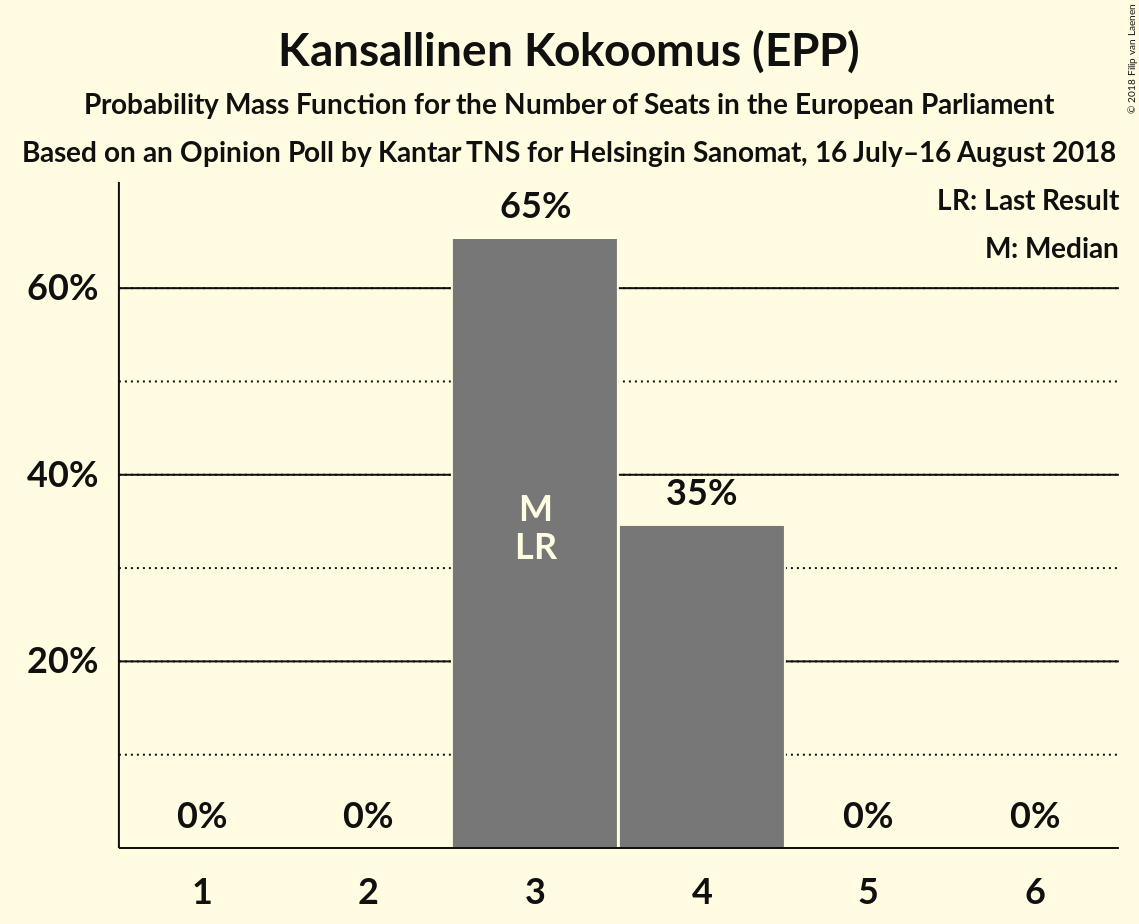 Kansallinen Kokoomus (EPP)
Probability Mass Function for the Number of Seats in the European Parliament
Based on an Opinion Poll by Kantar TNS for Helsingin Sanomat, 16 July–16 August 2018
© 2018 Filip van Laenen
LR: Last Result
M: Median
65%
60%
40%
35%
M
LR
20%
0%
0%
0%
0%
1
2
3
4
5
6